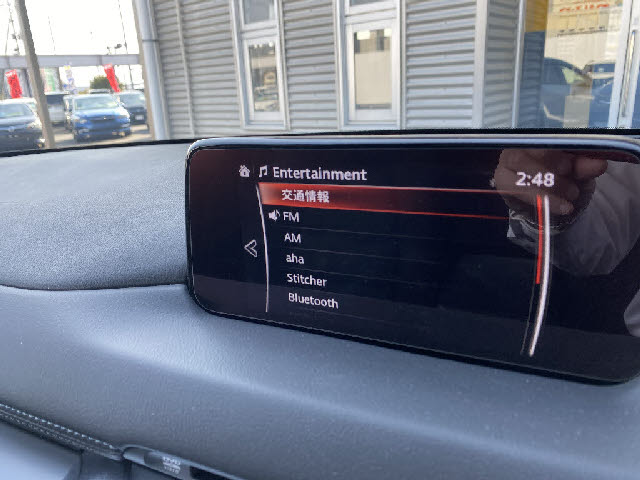 Entertainment
2:48
交通情報
FM
AM
aha
Stitcher
Bluetooth